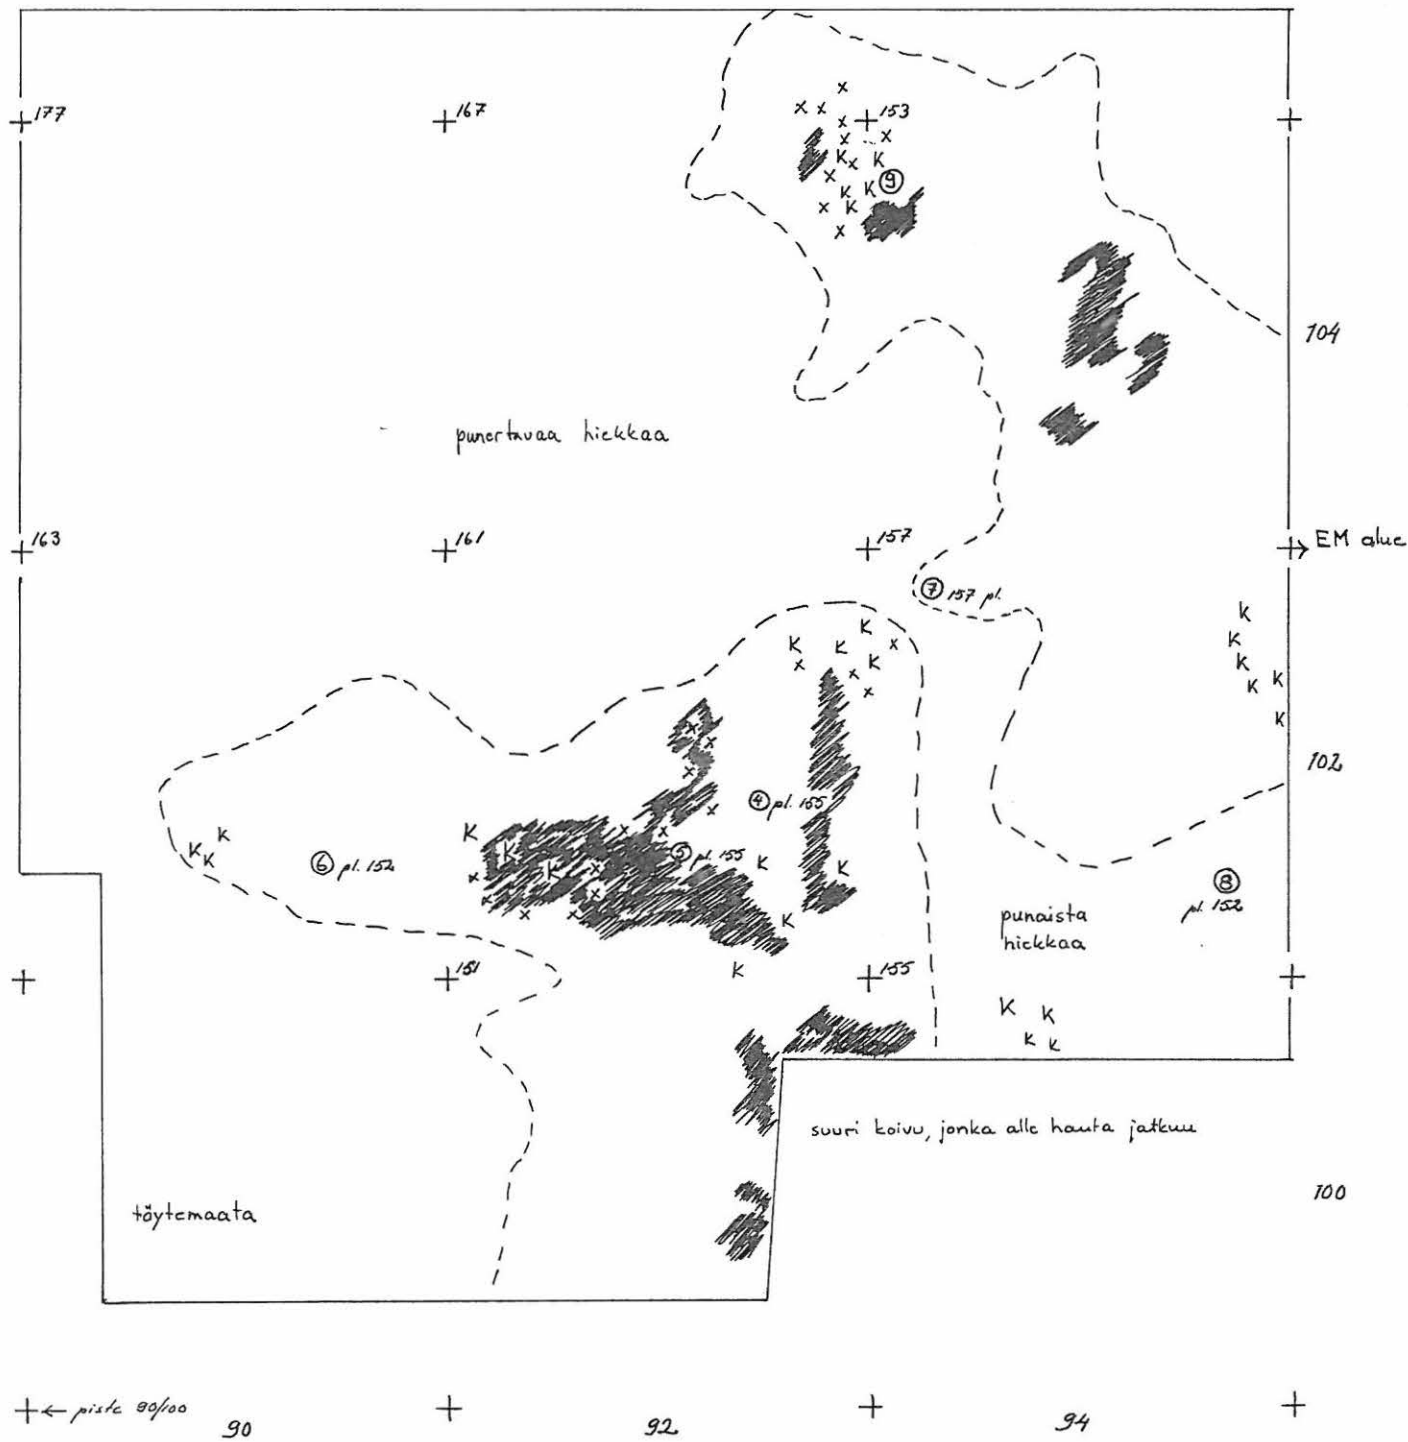 177
167
153
x
x x
x
x x
K x K
x
K K ⑨
x K
x
104
punertavaa hiekkaa
163
161
157
EM alue
⑦ 157 pl.
K
K
K
K K
K
K K K x
x x K
x
x
x
x
x
④ pl. 155
102
K
K K K
⑥ pl. 152
K x x
K K x
x x x
x x
⑤ pl. 155
K K
K
K
⑧
pl. 152
punaista
hiekkaa
151
155
K K
K K
suuri koivu, jonka alle hauta jatkuu
täytemaata
100
← piste 90/100
90
92
94